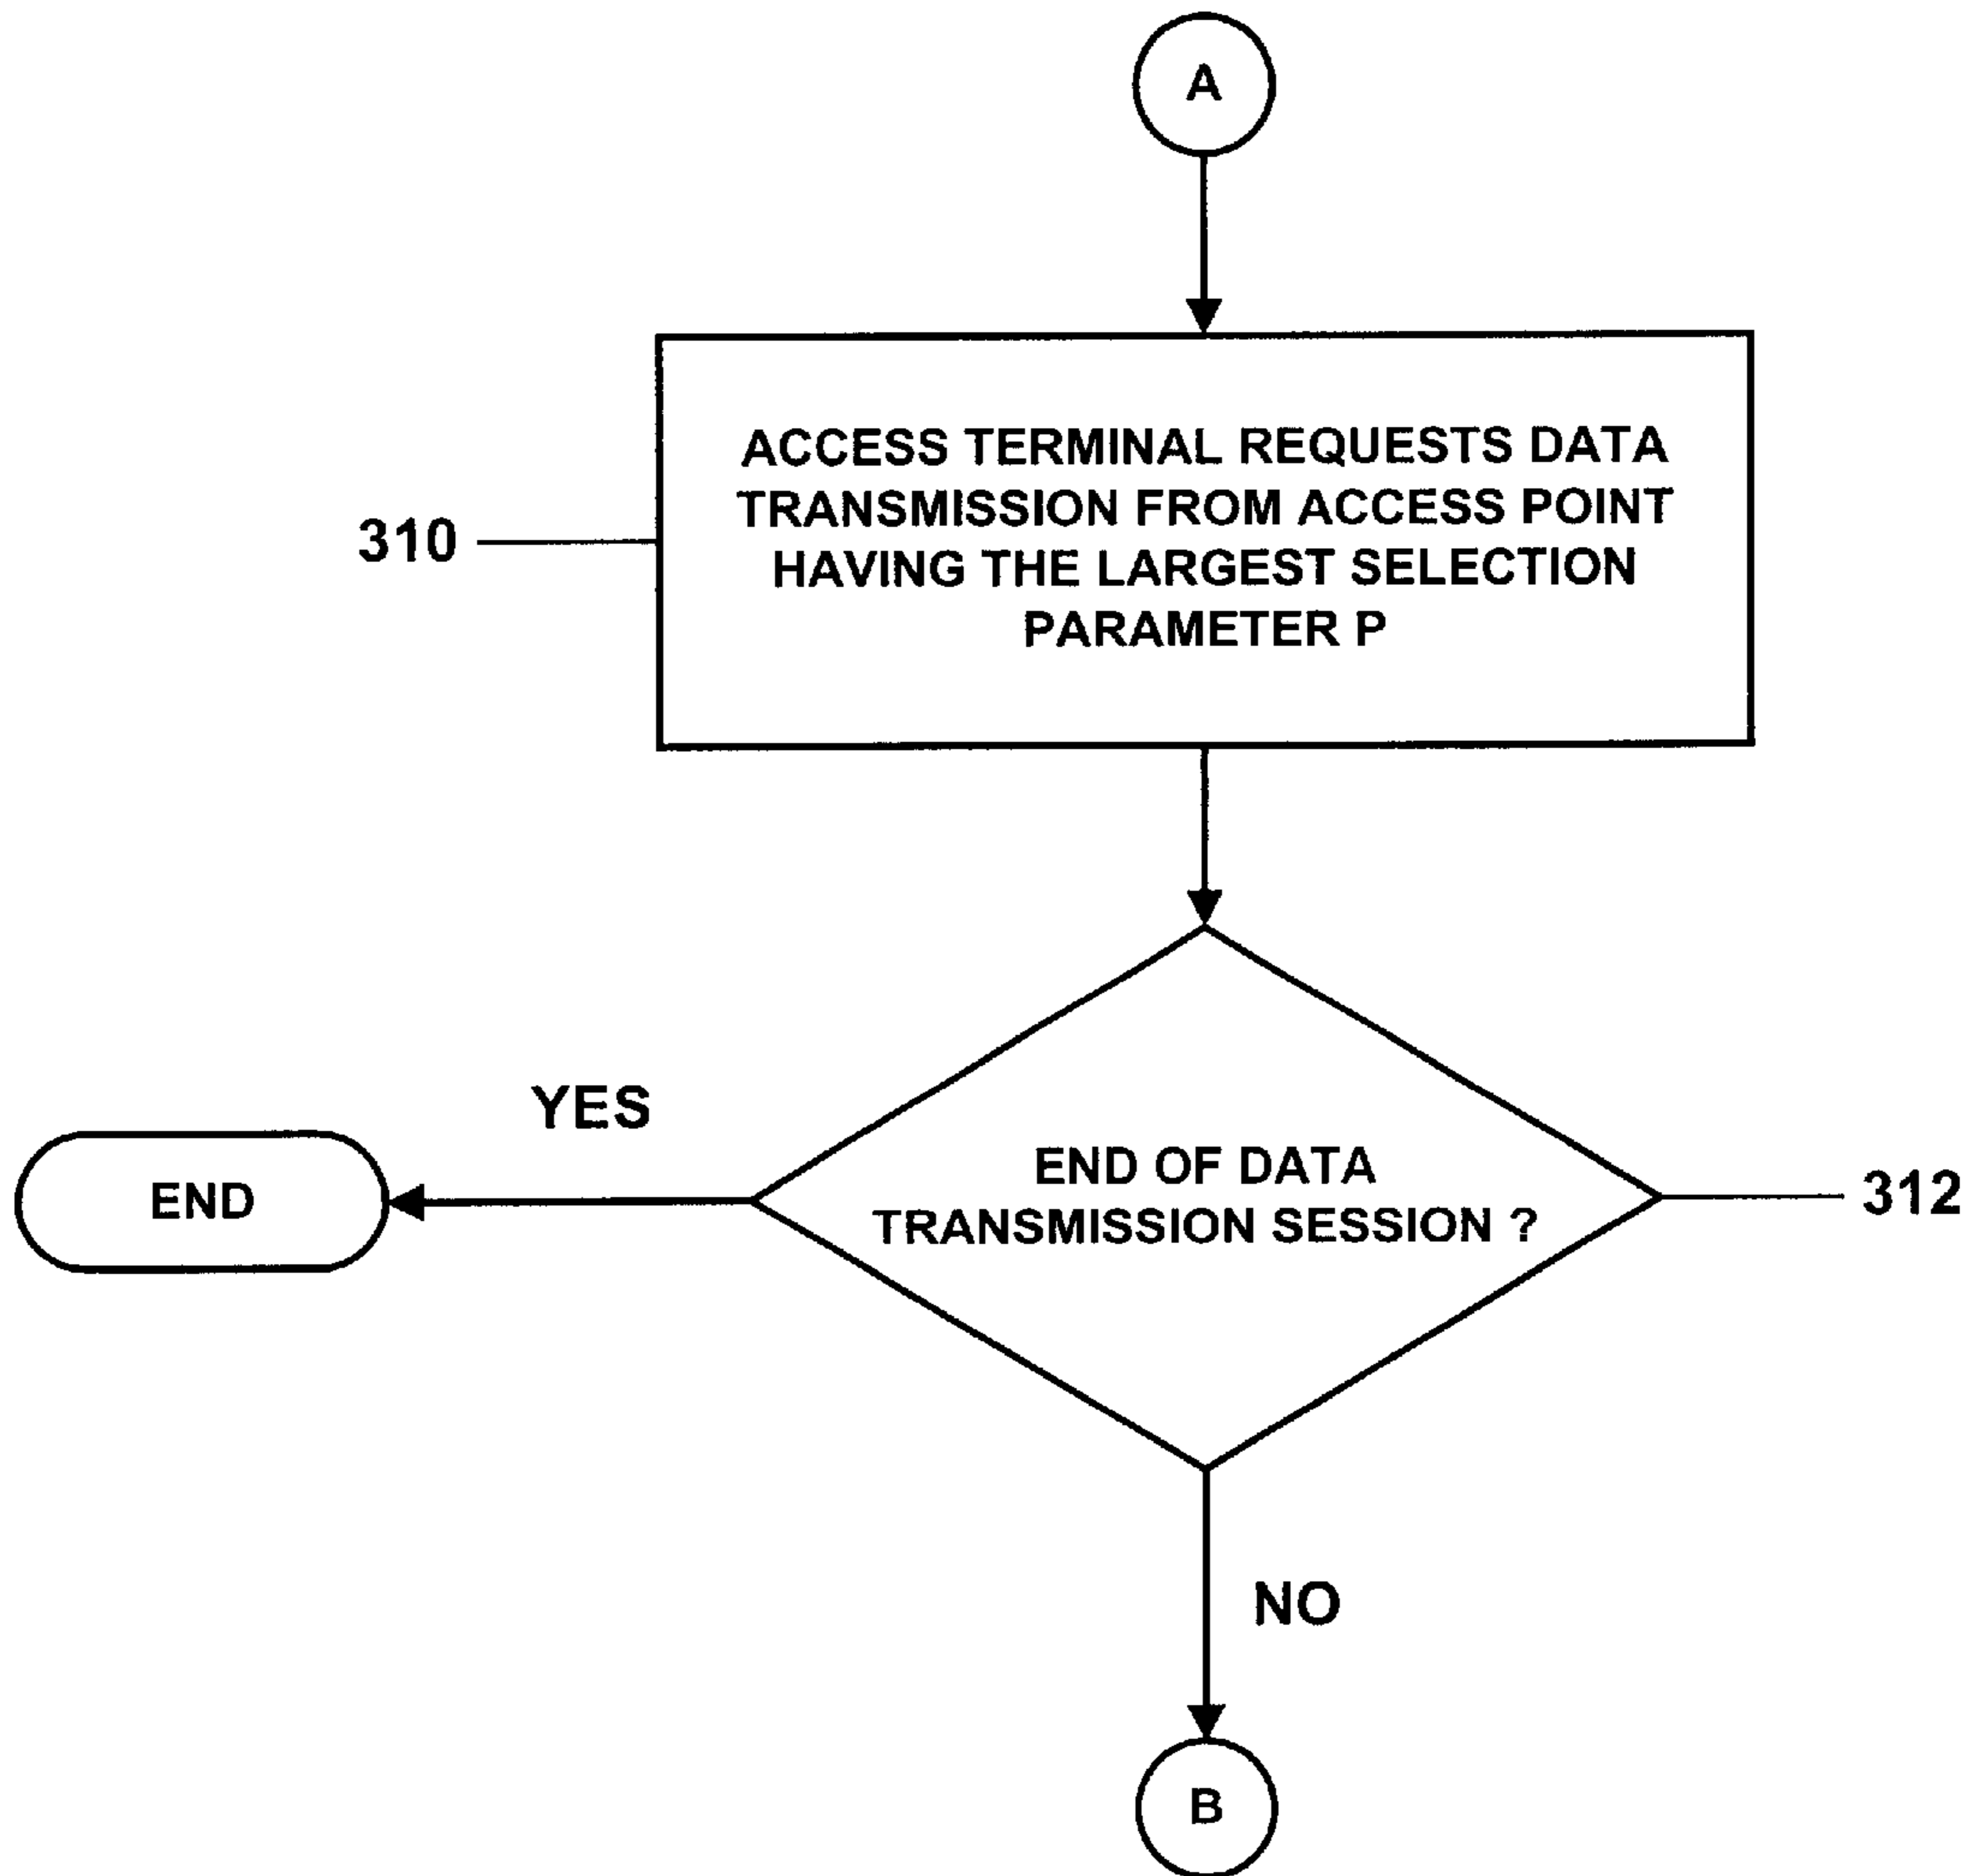 A
ACCESS TERMINAL REQUESTS DATA
TRANSMISSION FROM ACCESS POINT
HAVING THE LARGEST SELECTION
PARAMETER P
310
YES
END OF DATA
TRANSMISSION SESSION ?
312
END
NO
B